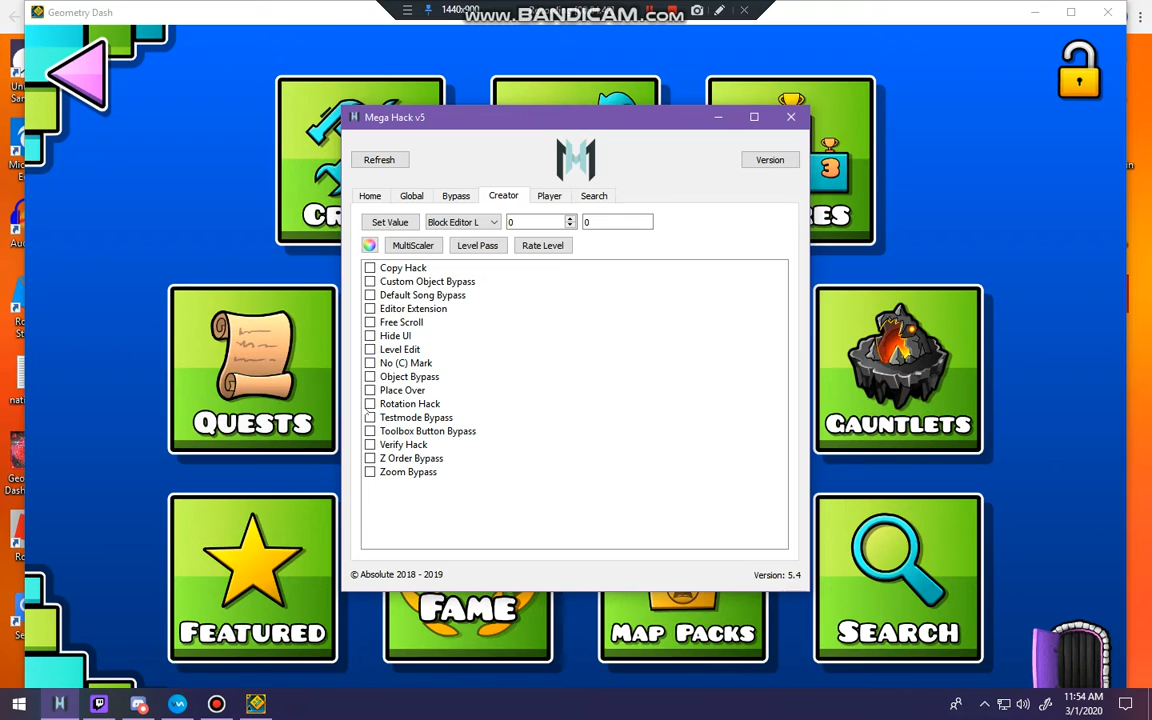 Geometry Dash
1440x900
www.BANDICAM.com
Mega Hack v5
Refresh
Version
Home
Global
Bypass
Creator
Player
Search
Set Value
Block Editor L
0
0
MultiScaler
Level Pass
Rate Level
Copy Hack
Custom Object Bypass
Default Song Bypass
Editor Extension
Free Scroll
Hide UI
Level Edit
No (C) Mark
Object Bypass
Place Over
Rotation Hack
Testmode Bypass
Toolbox Button Bypass
Verify Hack
Z Order Bypass
Zoom Bypass
© Absolute 2018 - 2019
Version: 5.4
3
Quests
Gauntlets
Featured
Fame
Map Packs
Search
11:54 AM
3/1/2020